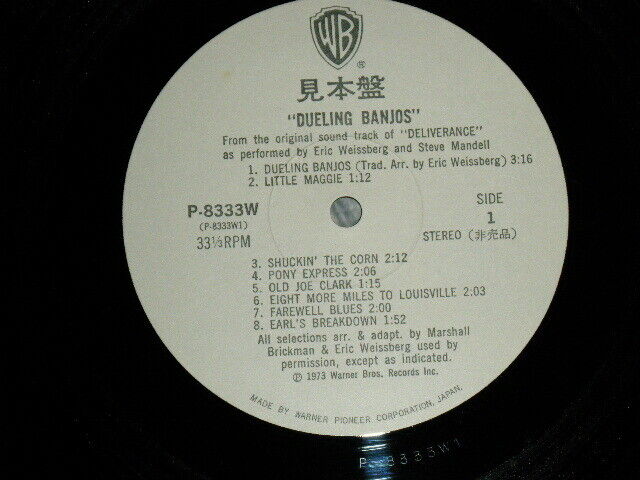 WB
®
見本盤
"DUELING BANJOS"
From the original sound track of "DELIVERANCE"
as performed by Eric Weissberg and Steve Mandell
1. DUELING BANJOS (Trad. Arr. by Eric Weissberg) 3:16
2. LITTLE MAGGIE 1:12
P-8333W
(P-8333W1)
33⅓RPM
SIDE
1
STEREO (非売品)
3. SHUCKIN' THE CORN 2:12
4. PONY EXPRESS 2:06
5. OLD JOE CLARK 1:15
6. EIGHT MORE MILES TO LOUISVILLE 2:03
7. FAREWELL BLUES 2:00
8. EARL'S BREAKDOWN 1:52
All selections arr. & adapt. by Marshall
Brickman & Eric Weissberg used by
permission, except as indicated.
℗ 1973 Warner Bros. Records Inc.
MADE BY WARNER PIONEER CORPORATION, JAPAN.
P-8333W1